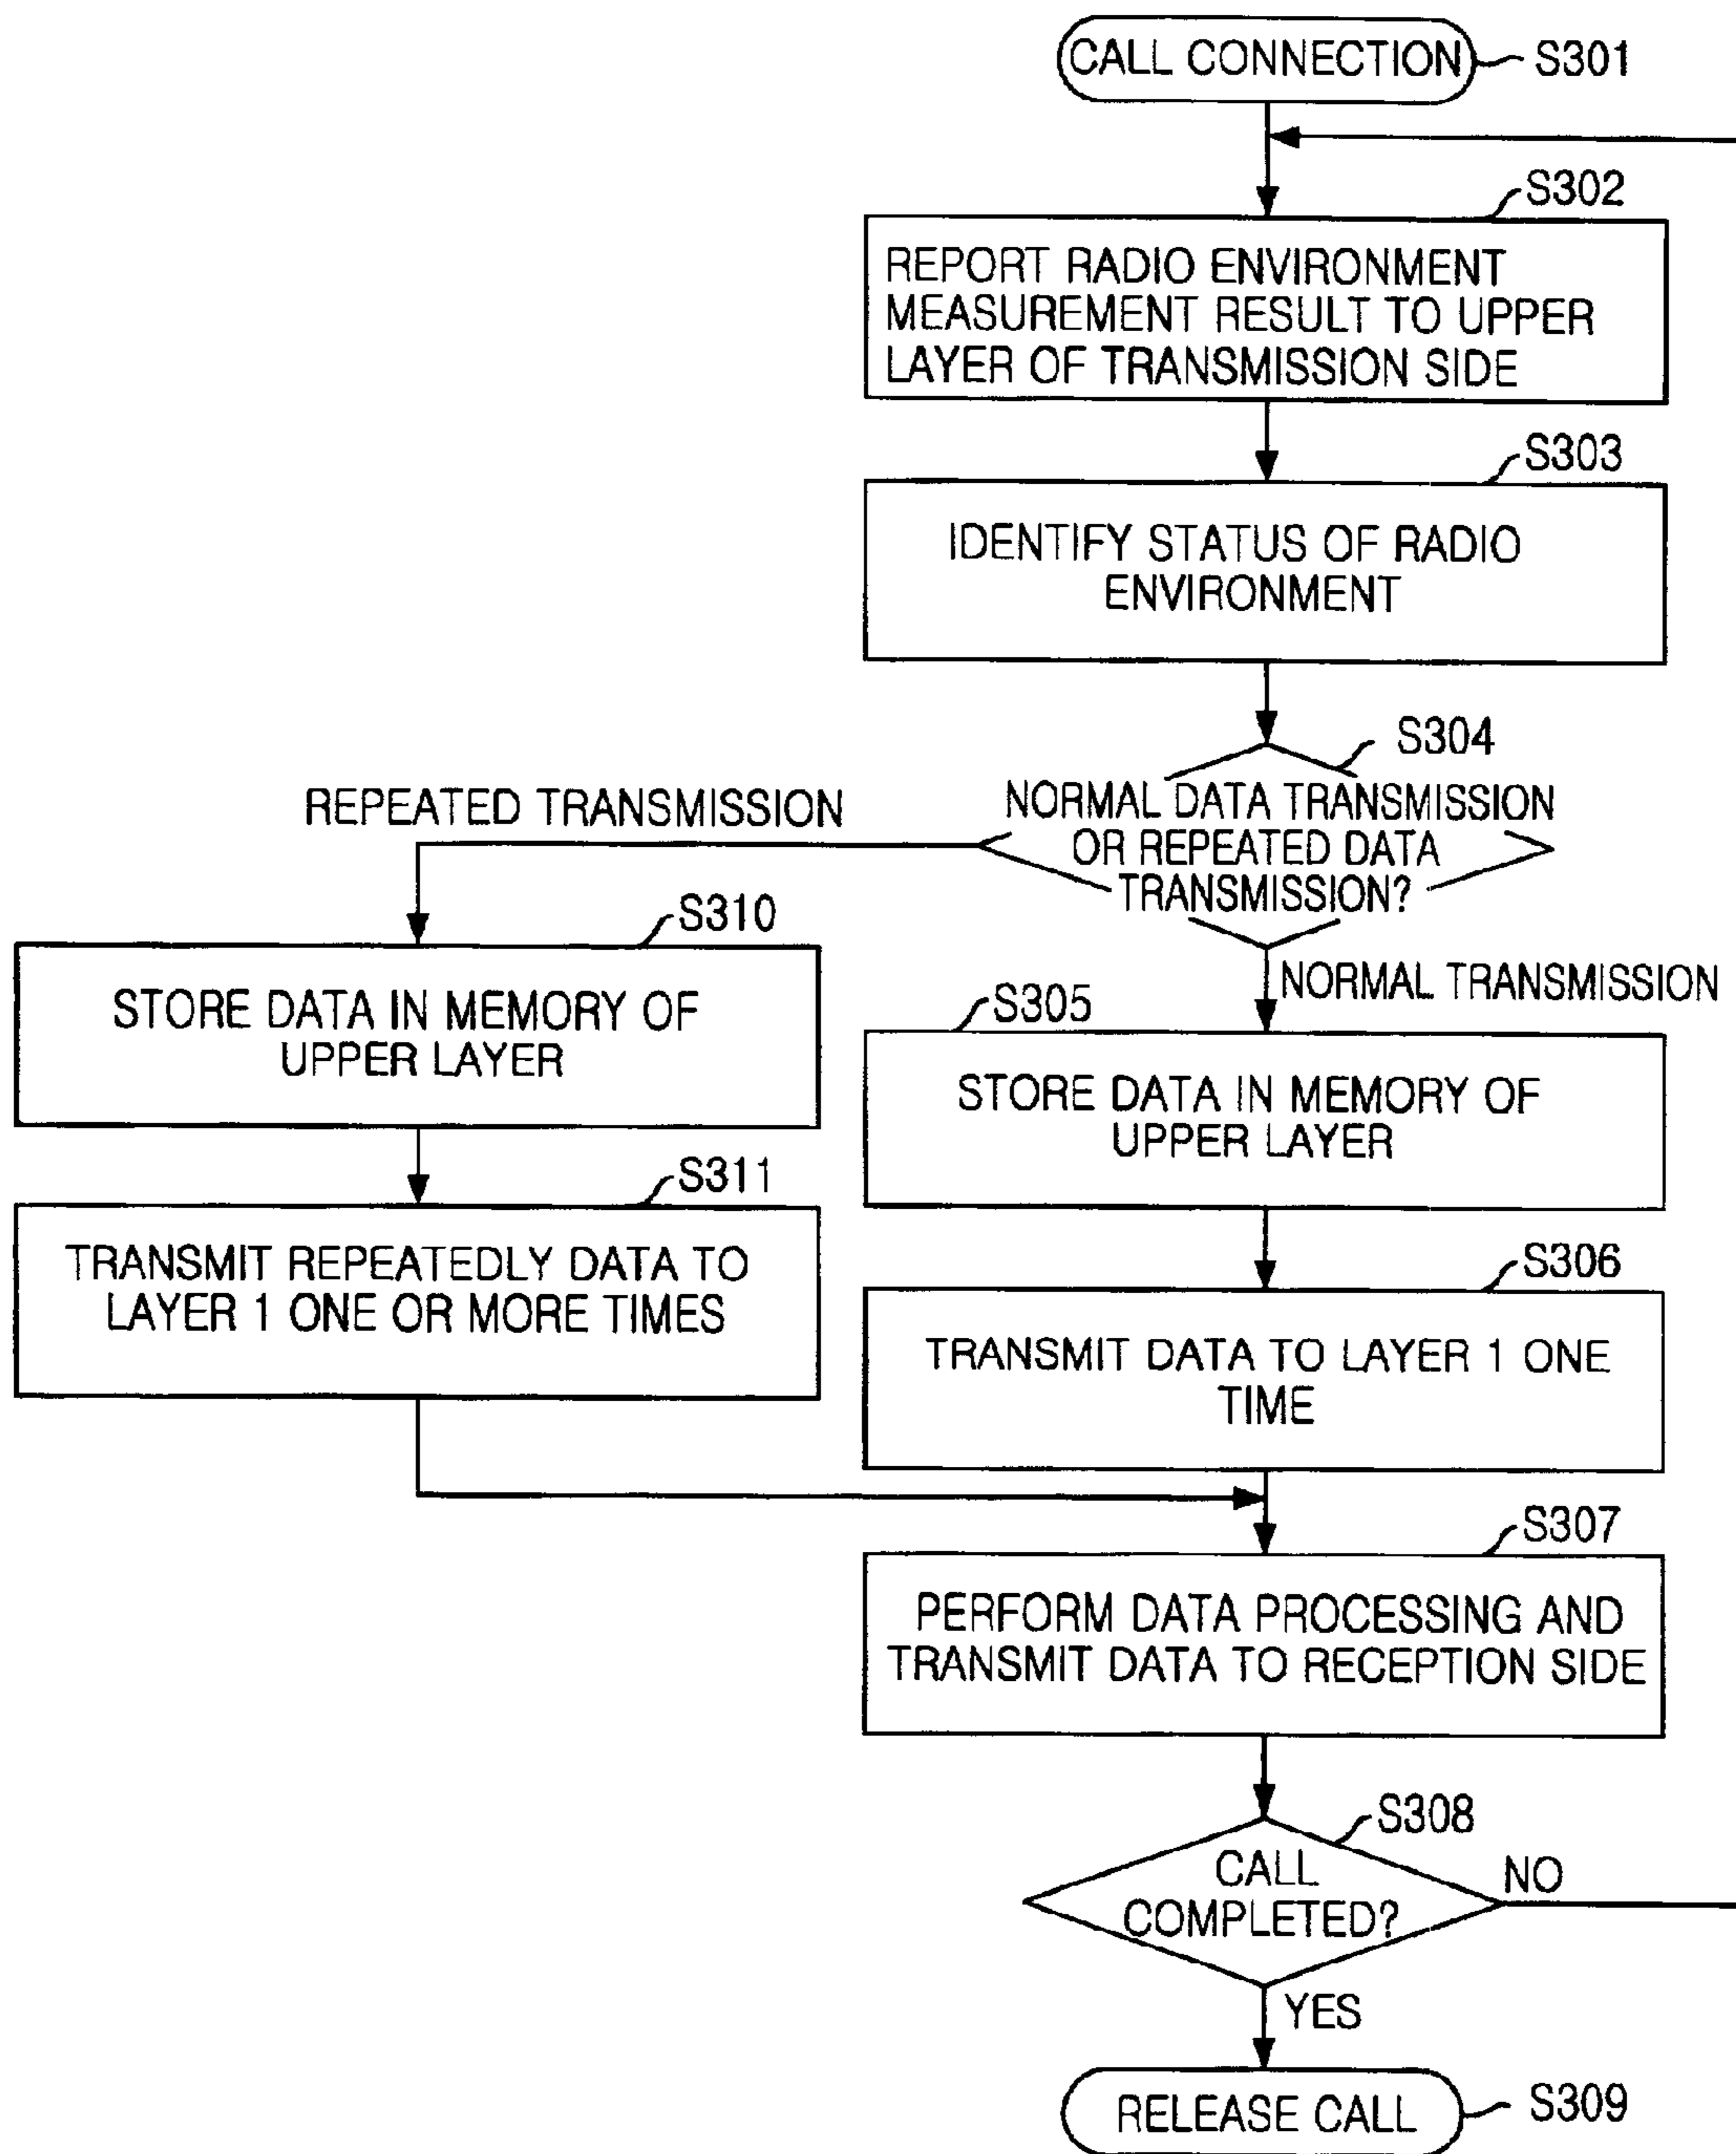 CALL CONNECTION
S301
S302
REPORT RADIO ENVIRONMENT
MEASUREMENT RESULT TO UPPER
LAYER OF TRANSMISSION SIDE
S303
IDENTIFY STATUS OF RADIO
ENVIRONMENT
S304
NORMAL DATA TRANSMISSION
OR REPEATED DATA
TRANSMISSION?
REPEATED TRANSMISSION
NORMAL TRANSMISSION
S310
STORE DATA IN MEMORY OF
UPPER LAYER
S311
TRANSMIT REPEATEDLY DATA TO
LAYER 1 ONE OR MORE TIMES
S305
STORE DATA IN MEMORY OF
UPPER LAYER
S306
TRANSMIT DATA TO LAYER 1 ONE
TIME
S307
PERFORM DATA PROCESSING AND
TRANSMIT DATA TO RECEPTION SIDE
S308
CALL
COMPLETED?
NO
YES
RELEASE CALL
S309